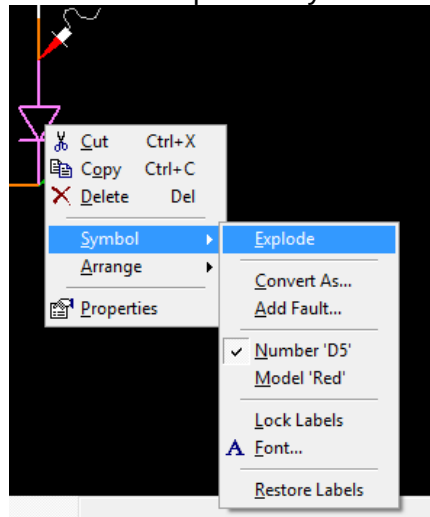 Cut Ctrl+X
Copy Ctrl+C
Delete Del
Symbol
Arrange
Properties
Explode
Convert As...
Add Fault...
Number 'D5'
Model 'Red'
Lock Labels
A Font...
Restore Labels